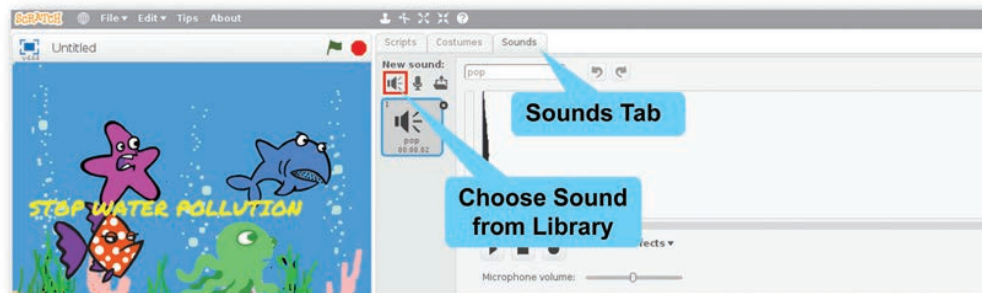 SCRATCH File▾ Edit▾ Tips About
Untitled
Scripts Costumes Sounds
New sound:
pop
1
pop
00:00.02
Sounds Tab
Choose Sound
from Library
STOP WATER POLLUTION
Microphone volume: